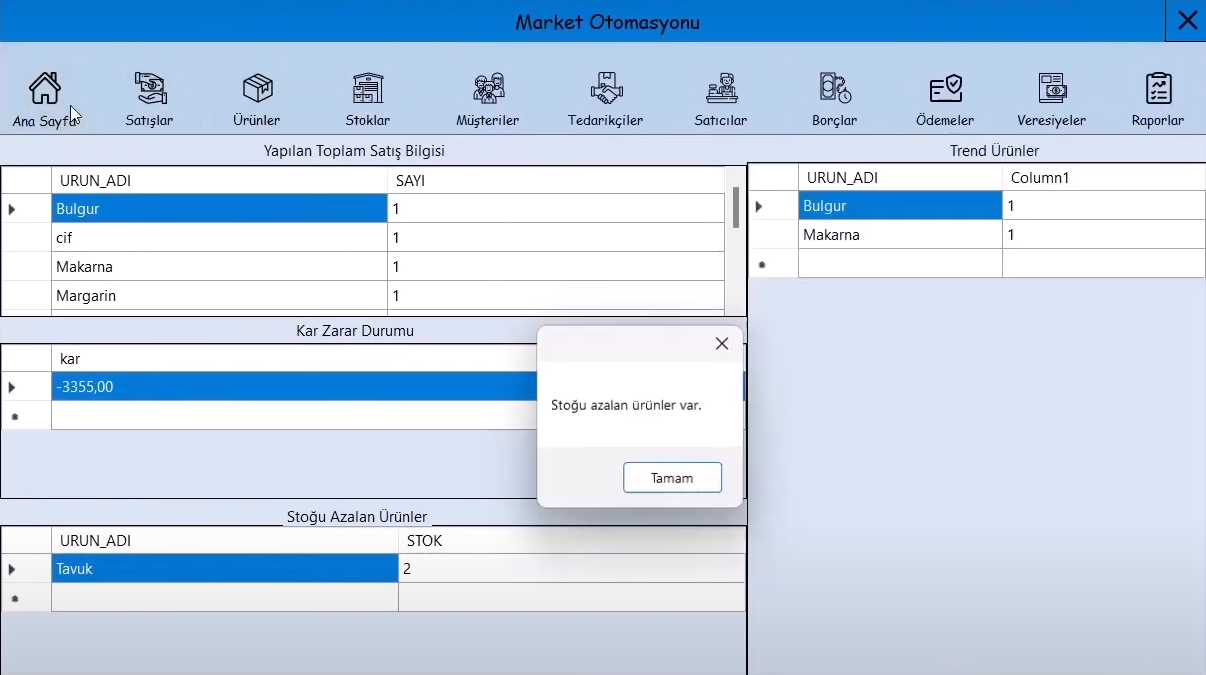 Market Otomasyonu
Ana Sayfa
Satışlar
Ürünler
Stoklar
Müşteriler
Tedarikçiler
Satıcılar
Borçlar
Ödemeler
Veresiyeler
Raporlar
Yapılan Toplam Satış Bilgisi
URUN_ADI SAYI
Bulgur 1
cif 1
Makarna 1
Margarin 1
Trend Ürünler
URUN_ADI Column1
Bulgur 1
Makarna 1
Kar Zarar Durumu
kar
-3355,00
Stoğu azalan ürünler var.
Tamam
Stoğu Azalan Ürünler
URUN_ADI STOK
Tavuk 2